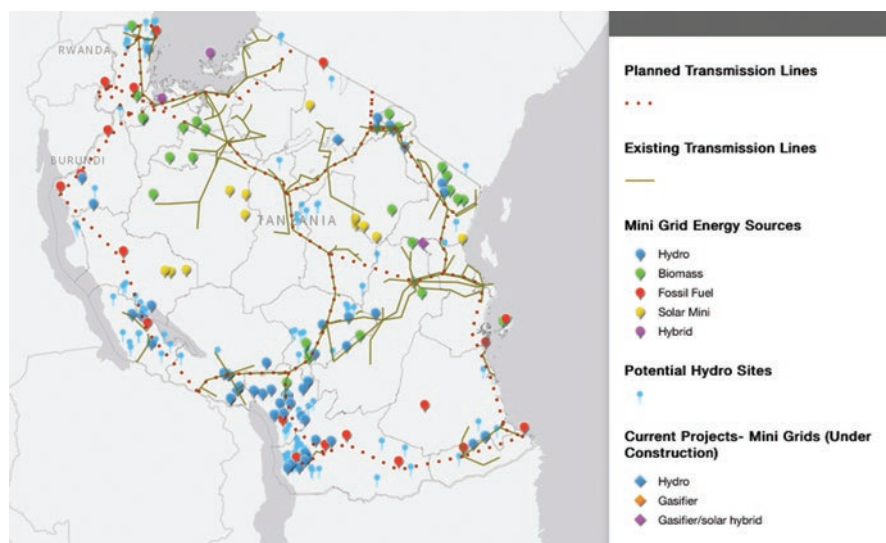 RWANDA
BURUNDI
TANZANIA
Planned Transmission Lines
Existing Transmission Lines
Mini Grid Energy Sources
Hydro
Biomass
Fossil Fuel
Solar Mini
Hybrid
Potential Hydro Sites
Current Projects- Mini Grids (Under
Construction)
Hydro
Gasifier
Gasifier/solar hybrid